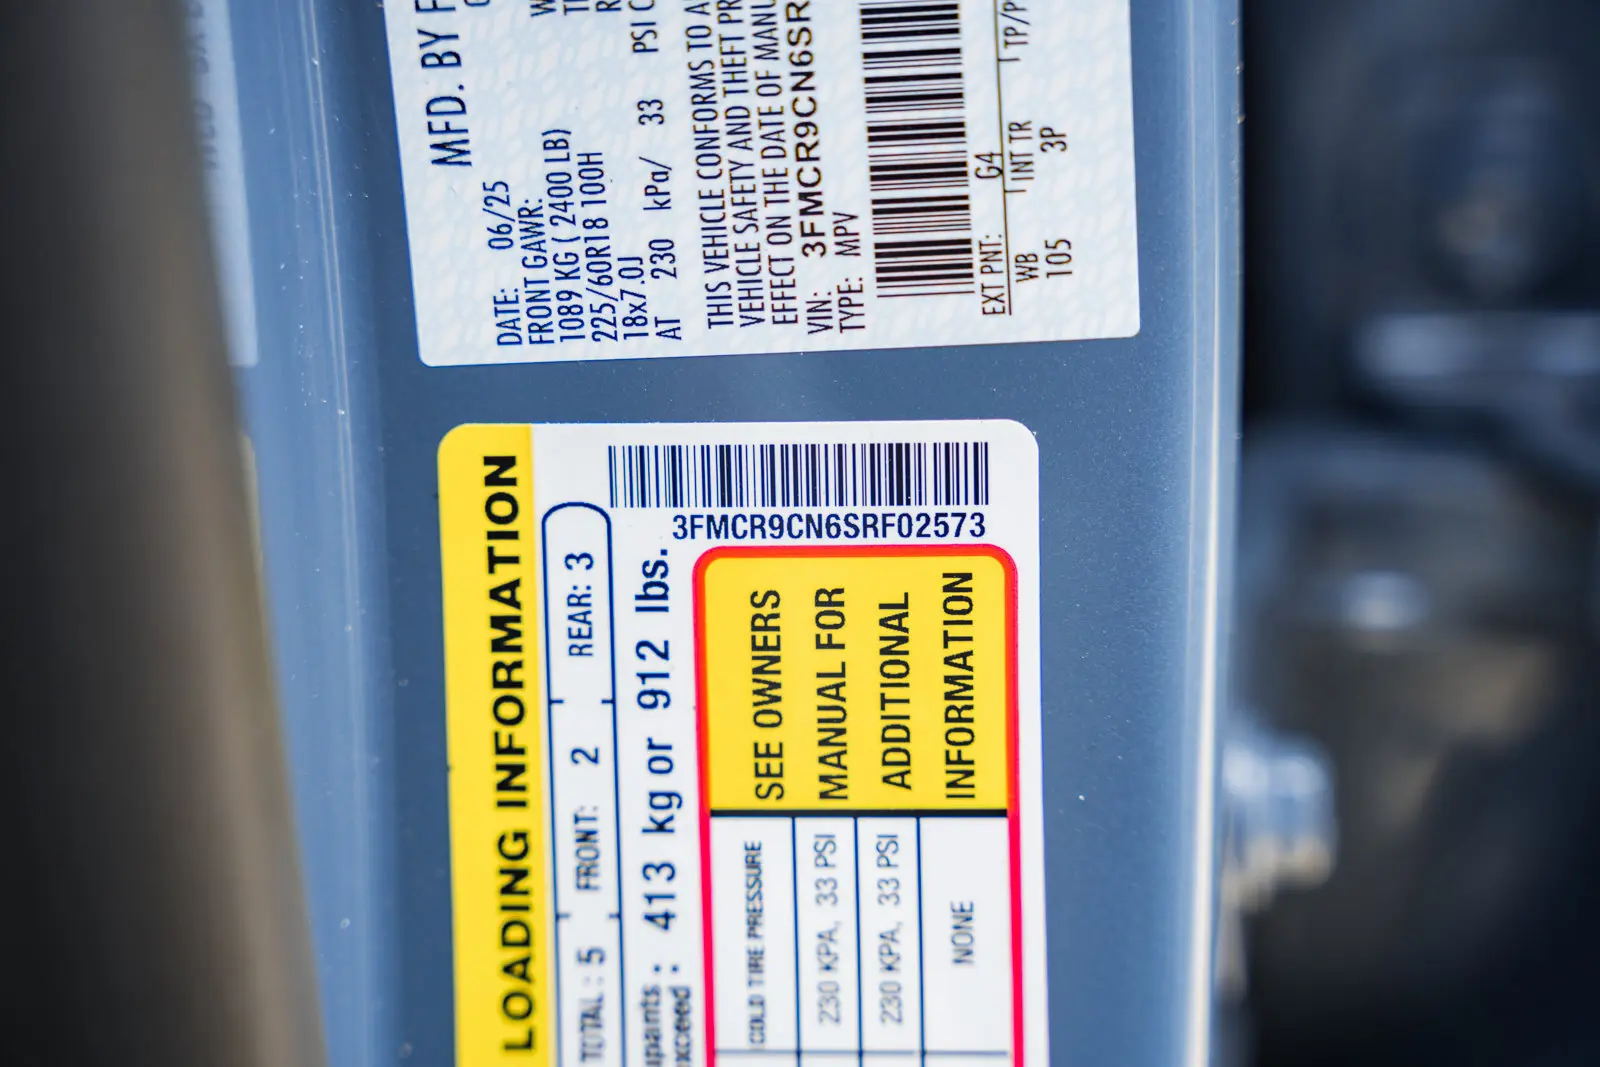 MFD. BY F
DATE: 06/25
FRONT GAWR:
1089 KG ( 2400 LB)
225/60R18 100H
18x7.0J
AT 230 kPa/ 33 PSI C
THIS VEHICLE CONFORMS TO A
VEHICLE SAFETY AND THEFT PR
EFFECT ON THE DATE OF MANU
VIN: 3FMCR9CN6SR
TYPE: MPV
EXT PNT: G4
WB INT TR TP/P
105 3P
LOADING INFORMATION
TOTAL : 5 FRONT: 2 REAR: 3
upants :
xceed : 413 kg or 912 lbs.
3FMCR9CN6SRF02573
COLD TIRE PRESSURE
230 KPA, 33 PSI
230 KPA, 33 PSI
NONE
SEE OWNERS
MANUAL FOR
ADDITIONAL
INFORMATION